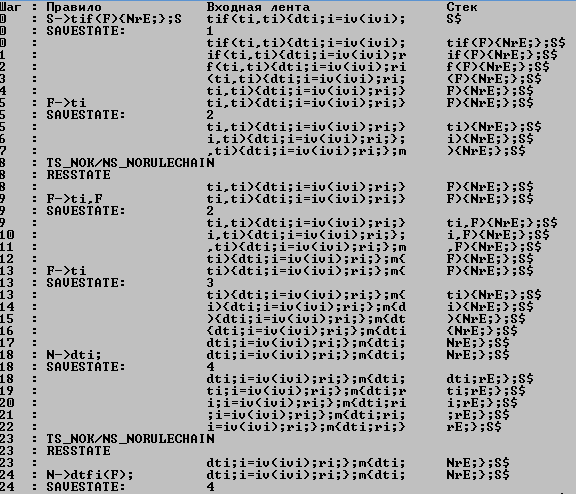 Шаг : Правило Входная лента Стек
0 : S->tif(F){NrE;};S tif(ti,ti){dti;i=iv(ivi); S$
0 : SAVESTATE: 1
0 : tif(ti,ti){dti;i=iv(ivi); tif(F){NrE;};S$
1 : if(ti,ti){dti;i=iv(ivi);r if(F){NrE;};S$
2 : f(ti,ti){dti;i=iv(ivi);ri f(F){NrE;};S$
3 : (ti,ti){dti;i=iv(ivi);ri; (F){NrE;};S$
4 : ti,ti){dti;i=iv(ivi);ri;} F){NrE;};S$
5 : F->ti ti,ti){dti;i=iv(ivi);ri;} F){NrE;};S$
5 : SAVESTATE: 2
5 : ti,ti){dti;i=iv(ivi);ri;} ti){NrE;};S$
6 : i,ti){dti;i=iv(ivi);ri;}; i){NrE;};S$
7 : ,ti){dti;i=iv(ivi);ri;};m ){NrE;};S$
8 : TS_NOK/NS_NORULECHAIN
8 : RESSTATE
8 : ti,ti){dti;i=iv(ivi);ri;} F){NrE;};S$
9 : F->ti,F ti,ti){dti;i=iv(ivi);ri;} F){NrE;};S$
9 : SAVESTATE: 2
9 : ti,ti){dti;i=iv(ivi);ri;} ti,F){NrE;};S$
10 : i,ti){dti;i=iv(ivi);ri;}; i,F){NrE;};S$
11 : ,ti){dti;i=iv(ivi);ri;};m ,F){NrE;};S$
12 : ti){dti;i=iv(ivi);ri;};m{ F){NrE;};S$
13 : F->ti ti){dti;i=iv(ivi);ri;};m{ F){NrE;};S$
13 : SAVESTATE: 3
13 : ti){dti;i=iv(ivi);ri;};m{ ti){NrE;};S$
14 : i){dti;i=iv(ivi);ri;};m{d i){NrE;};S$
15 : ){dti;i=iv(ivi);ri;};m{dt ){NrE;};S$
16 : {dti;i=iv(ivi);ri;};m{dti {NrE;};S$
17 : dti;i=iv(ivi);ri;};m{dti; NrE;};S$
18 : N->dti; dti;i=iv(ivi);ri;};m{dti; NrE;};S$
18 : SAVESTATE: 4
18 : dti;i=iv(ivi);ri;};m{dti; dti;rE;};S$
19 : ti;i=iv(ivi);ri;};m{dti;r ti;rE;};S$
20 : i;i=iv(ivi);ri;};m{dti;ri i;rE;};S$
21 : ;i=iv(ivi);ri;};m{dti;ri; ;rE;};S$
22 : i=iv(ivi);ri;};m{dti;ri;} rE;};S$
23 : TS_NOK/NS_NORULECHAIN
23 : RESSTATE
23 : dti;i=iv(ivi);ri;};m{dti; NrE;};S$
24 : N->dtfi(F); dti;i=iv(ivi);ri;};m{dti; NrE;};S$
24 : SAVESTATE: 4